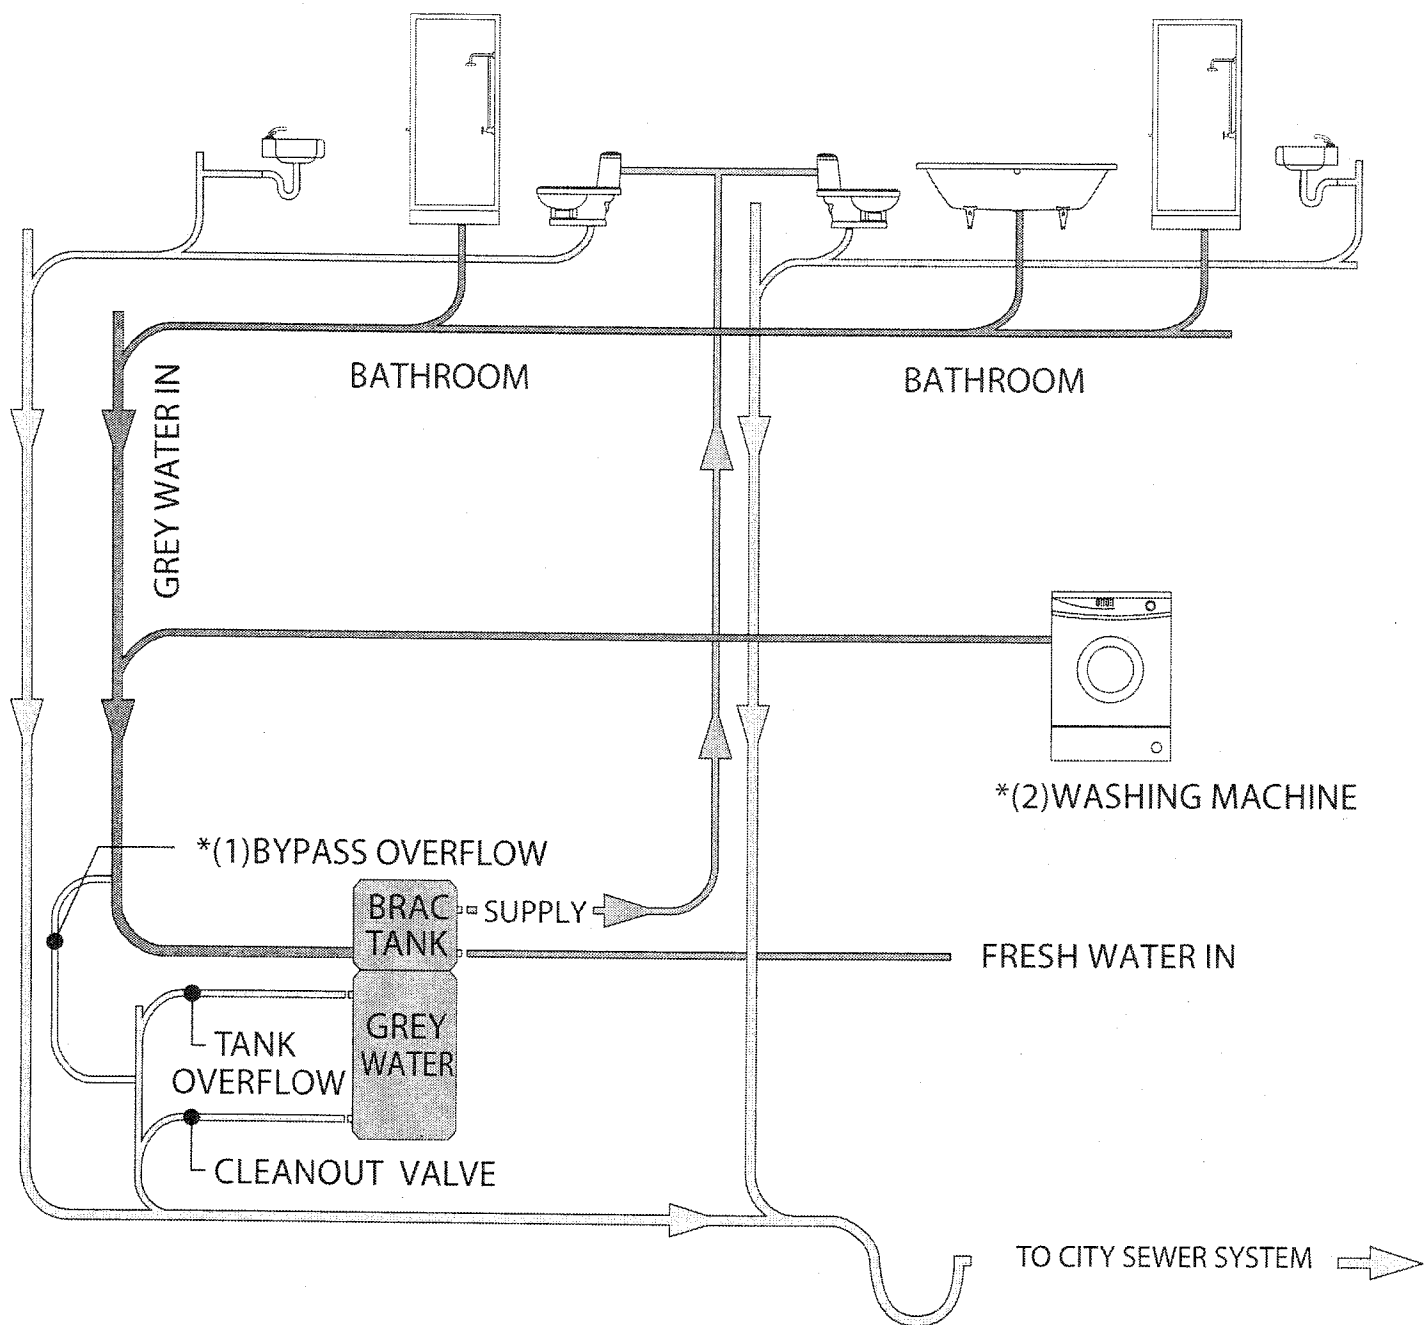 BATHROOM
BATHROOM
GREY WATER IN
*(2)WASHING MACHINE
*(1)BYPASS OVERFLOW
BRAC
TANK
SUPPLY
FRESH WATER IN
GREY
WATER
TANK
OVERFLOW
CLEANOUT VALVE
TO CITY SEWER SYSTEM